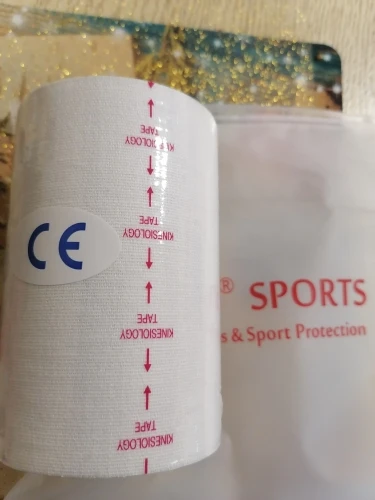 KINESIOLOGY
TAPE
KINESIOLOGY
TAPE
KINESIOLOGY
TAPE
KINESIOLOGY
TAPE
CE
® SPORTS
& Sport Protection